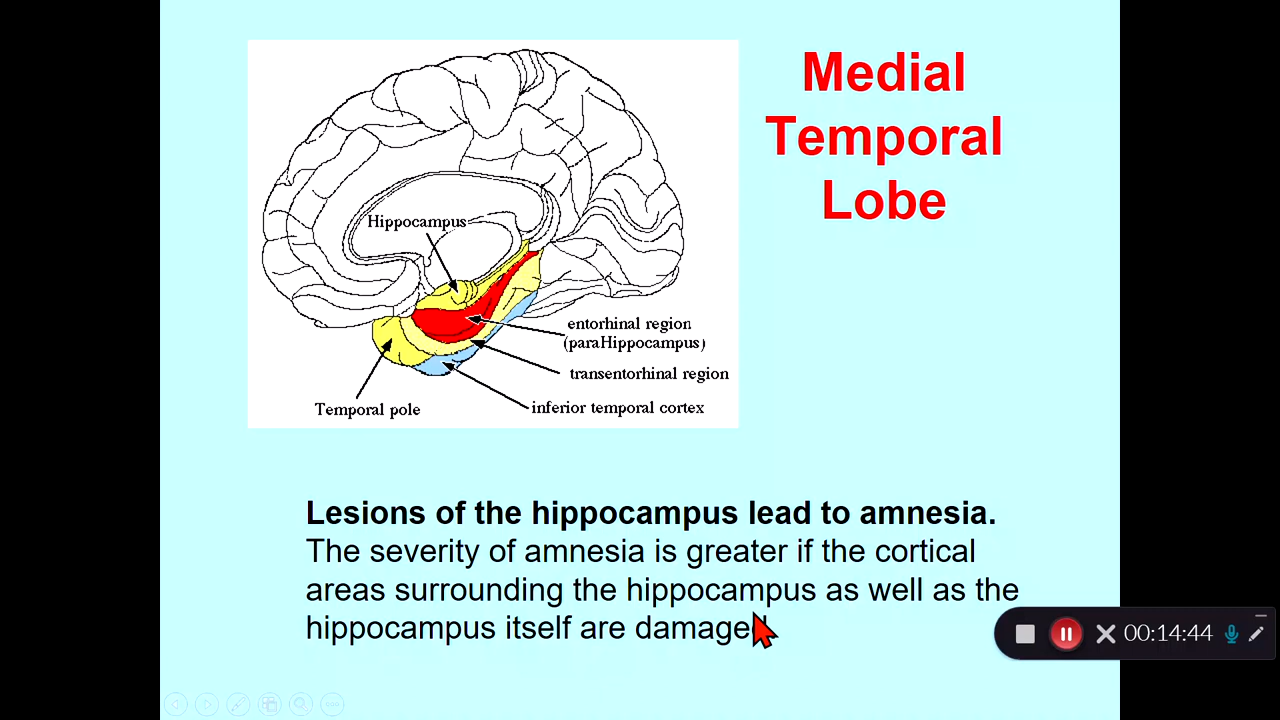 Medial
Temporal
Lobe
Hippocampus
entorhinal region
(paraHippocampus)
transentorhinal region
inferior temporal cortex
Temporal pole
Lesions of the hippocampus lead to amnesia.
The severity of amnesia is greater if the cortical
areas surrounding the hippocampus as well as the
hippocampus itself are damaged
00:14:44